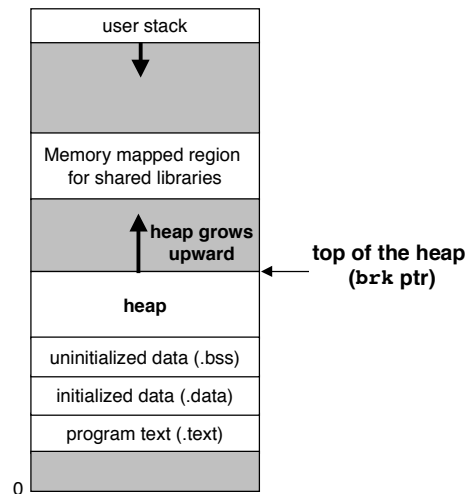 user stack
Memory mapped region
for shared libraries
heap grows
upward
top of the heap
(brk ptr)
heap
uninitialized data (.bss)
initialized data (.data)
program text (.text)
0